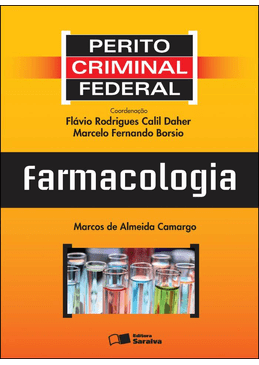 PERITO
CRIMINAL
FEDERAL
Coordenação
Flávio Rodrigues Calil Daher
Marcelo Fernando Borsio
Farmacologia
Marcos de Almeida Camargo
Editora
Saraiva